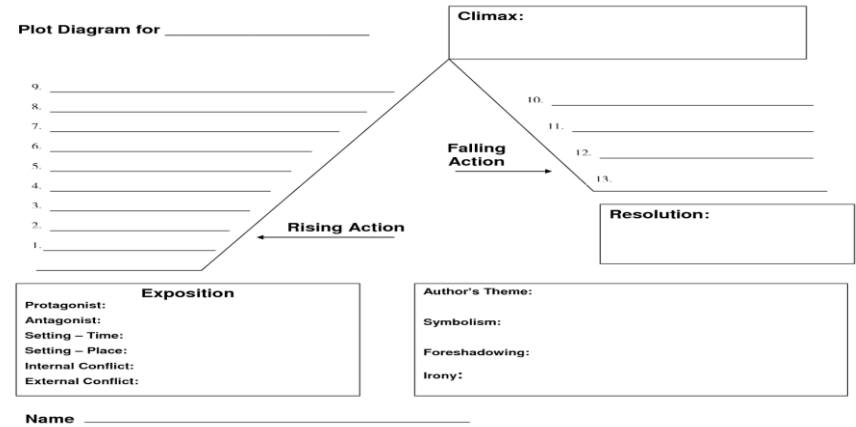 Plot Diagram for ____________________
Climax:
9.
8.
7.
6.
5.
4.
3.
2.
1.
Rising Action
10.
11.
12.
13.
Falling
Action
Resolution:
Exposition
Protagonist:
Antagonist:
Setting – Time:
Setting – Place:
Internal Conflict:
External Conflict:
Author's Theme:
Symbolism:
Foreshadowing:
Irony:
Name ____________________